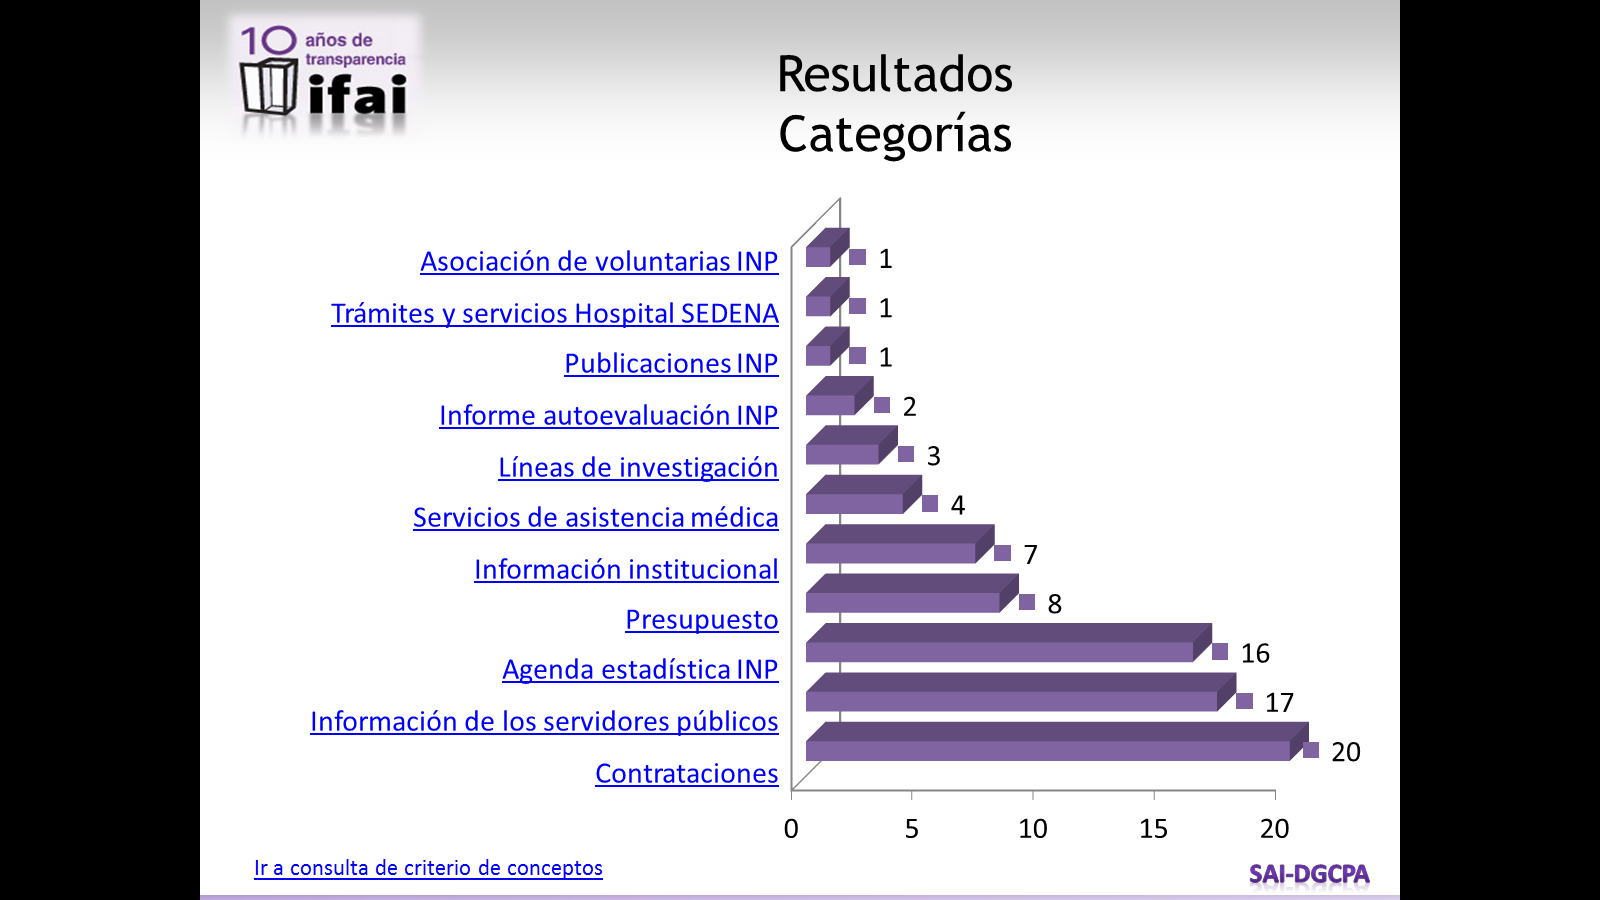 10 años de
transparencia
ifai
Resultados
Categorías
Asociación de voluntarias INP 1
Trámites y servicios Hospital SEDENA 1
Publicaciones INP 1
Informe autoevaluación INP 2
Líneas de investigación 3
Servicios de asistencia médica 4
Información institucional 7
Presupuesto 8
Agenda estadística INP 16
Información de los servidores públicos 17
Contrataciones 20
0 5 10 15 20
Ir a consulta de criterio de conceptos
SAI-DGCPA